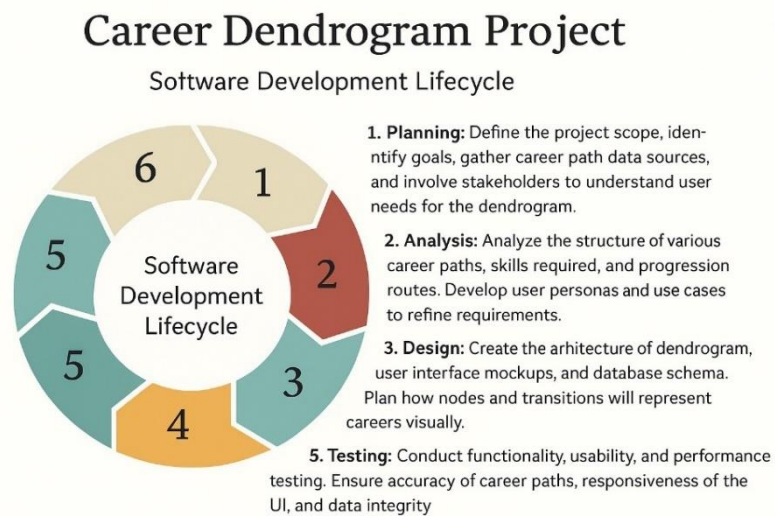 Career Dendrogram Project
Software Development Lifecycle
6
1
5
2
5
3
4
Software
Development
Lifecycle
1. Planning: Define the project scope, iden-
ntify goals, gather career path data sources,
and involve stakeholders to understand user
needs for the dendrogram.
2. Analysis: Analyze the structure of various
career paths, skills required, and progression
routes. Develop user personas and use cases
to refine requirements.
3. Design: Create the arhitecture of dendrogram,
user interface mockups, and database schema.
Plan how nodes and transitions will represent
careers visually.
5. Testing: Conduct functionality, usability, and performance
testing. Ensure accuracy of career paths, responsiveness of the
UI, and data integrity